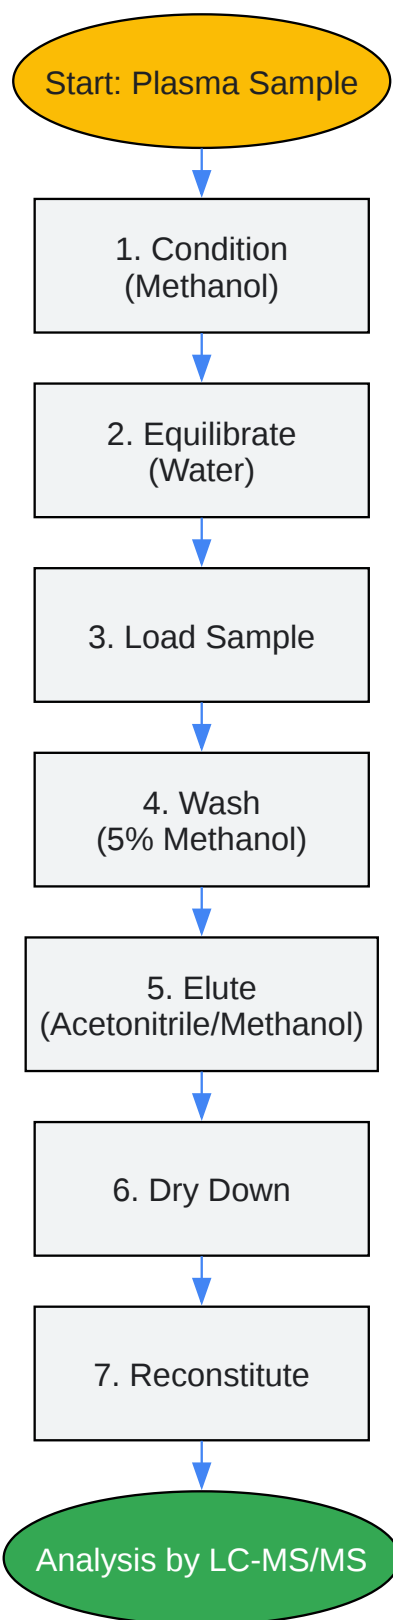 Start: Plasma Sample
1. Condition
(Methanol)
2. Equilibrate
(Water)
3. Load Sample
4. Wash
(5% Methanol)
5. Elute
(Acetonitrile/Methanol)
6. Dry Down
7. Reconstitute
Analysis by LC-MS/MS